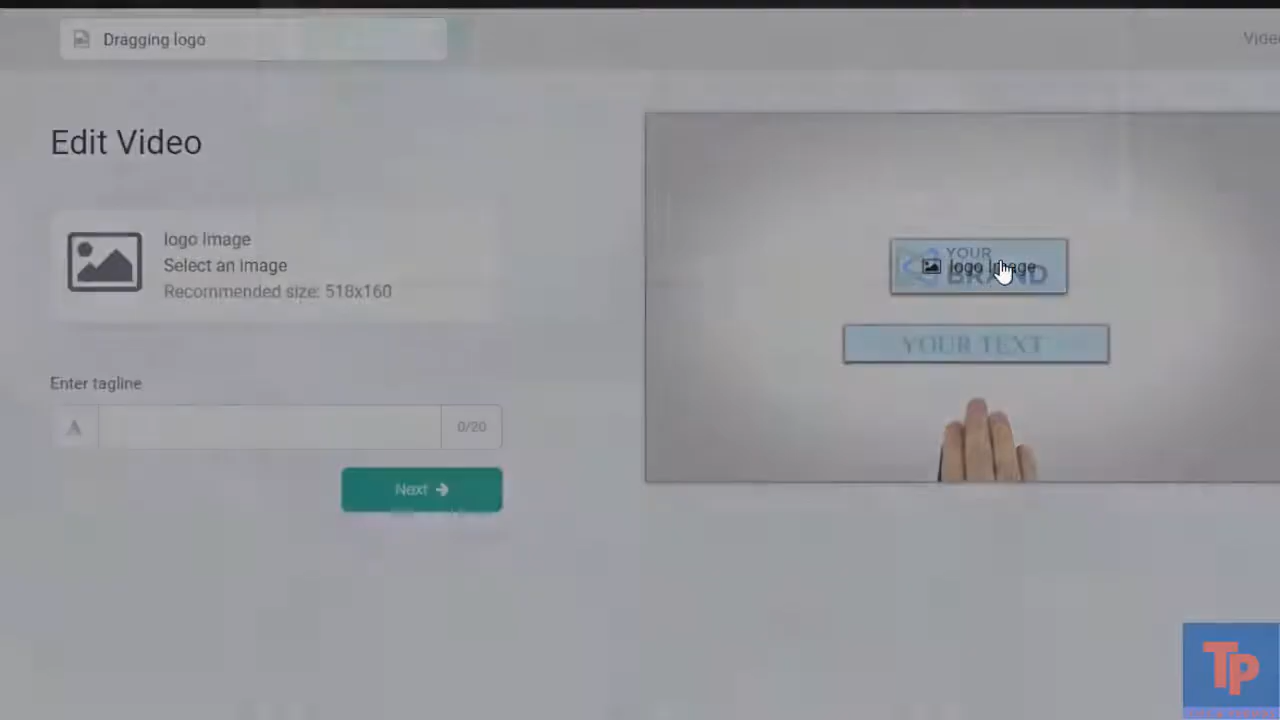 Dragging logo
Edit Video
logo Image
Select an Image
Recommended size: 518x160
YOUR
BRAND
logo Image
YOUR TEXT
Enter tagline
A
0/20
Next
TP